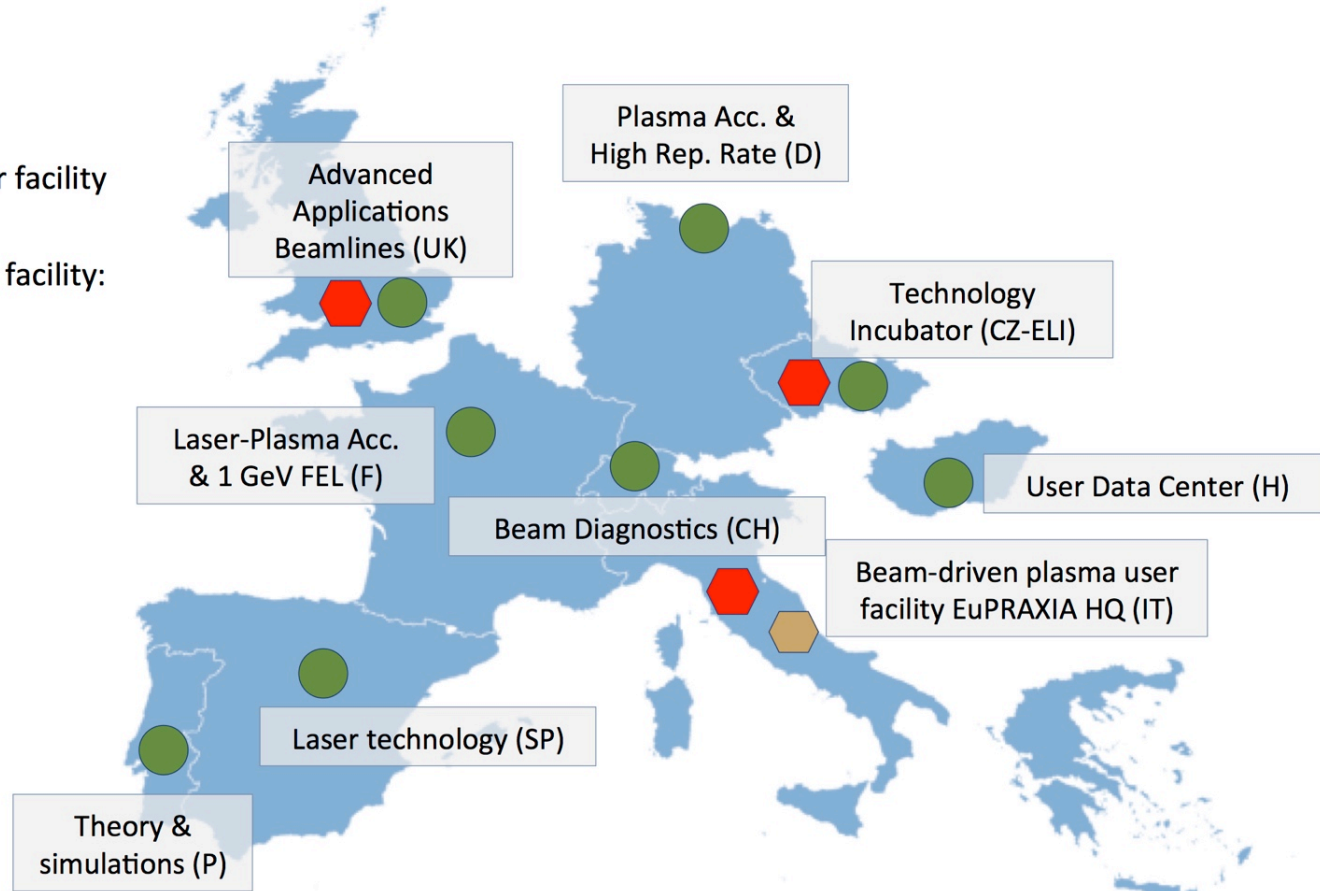 r facility
facility:
Plasma Acc. &
High Rep. Rate (D)
Advanced
Applications
Beamlines (UK)
Technology
Incubator (CZ-ELI)
Laser-Plasma Acc.
& 1 GeV FEL (F)
User Data Center (H)
Beam Diagnostics (CH)
Beam-driven plasma user
facility EuPRAXIA HQ (IT)
Laser technology (SP)
Theory &
simulations (P)